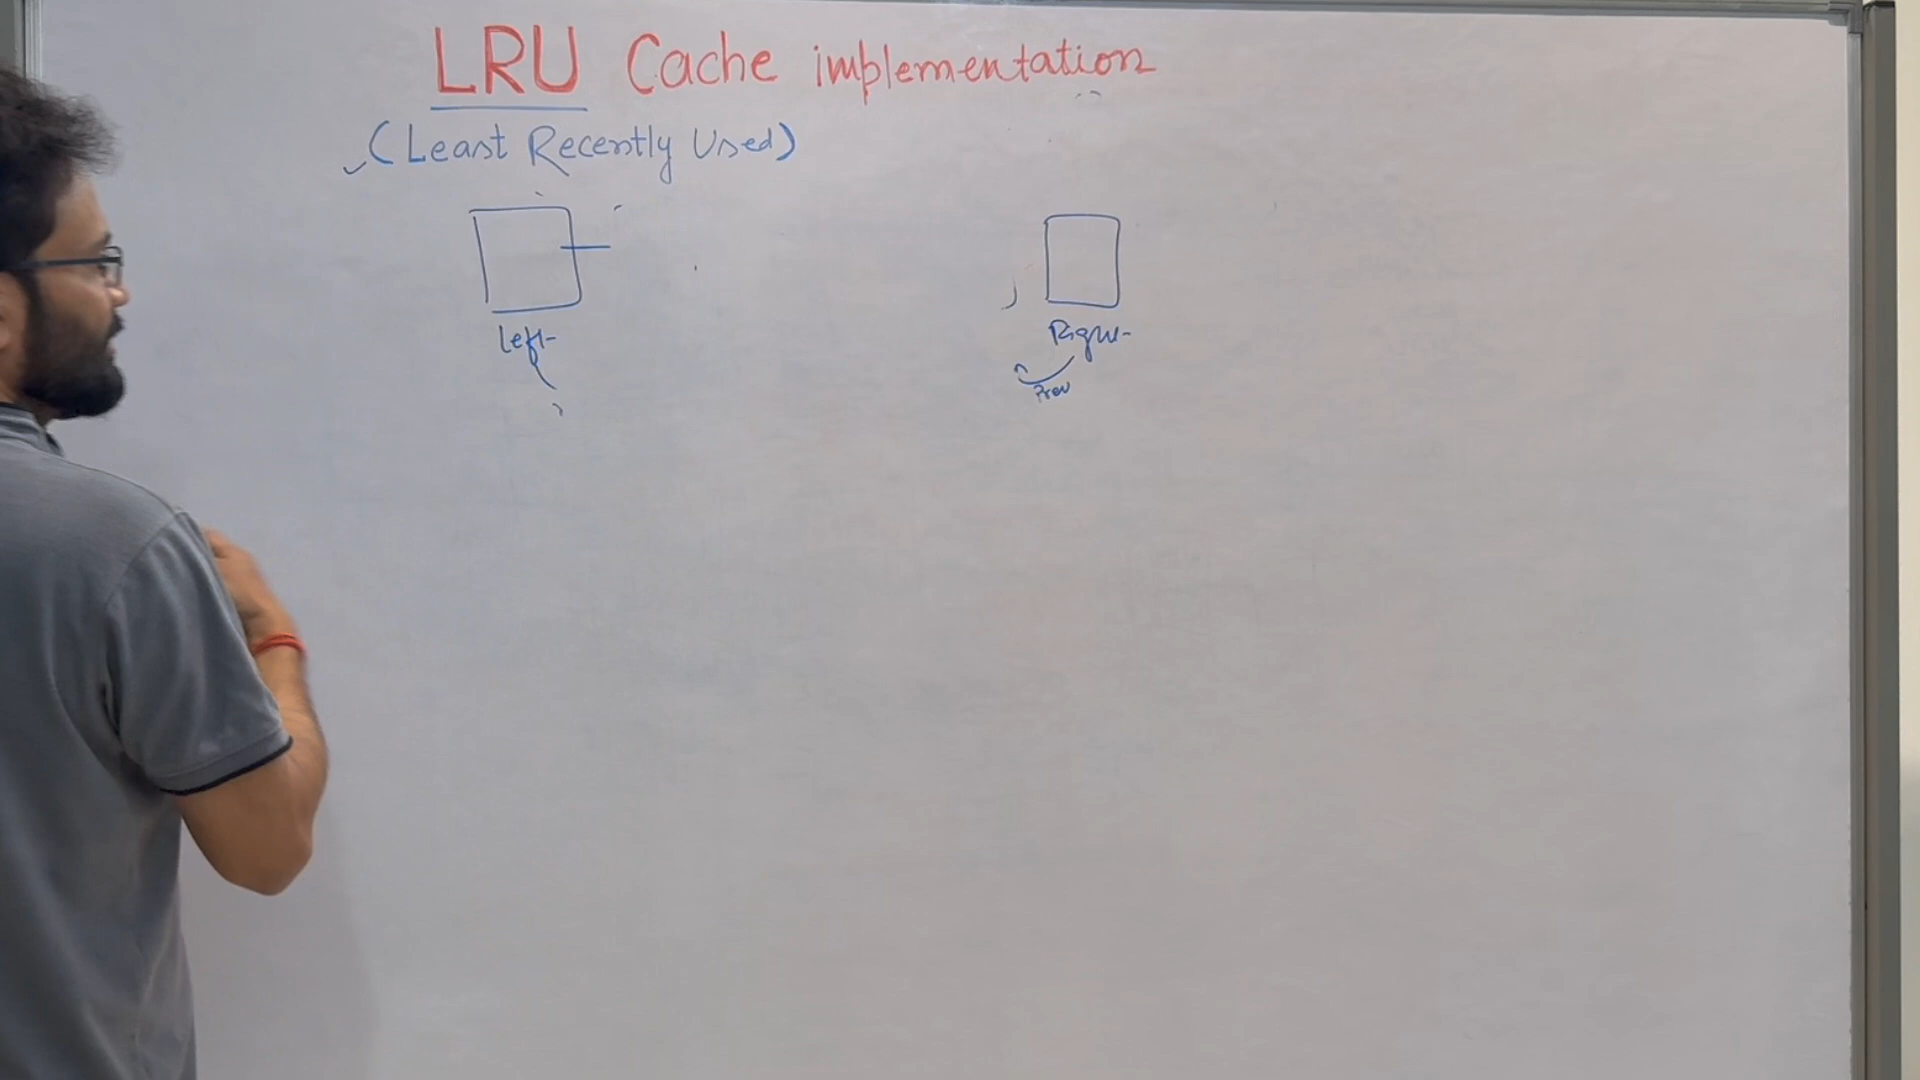 LRU Cache implementation
(Least Recently Used)
Left
Right
Prev